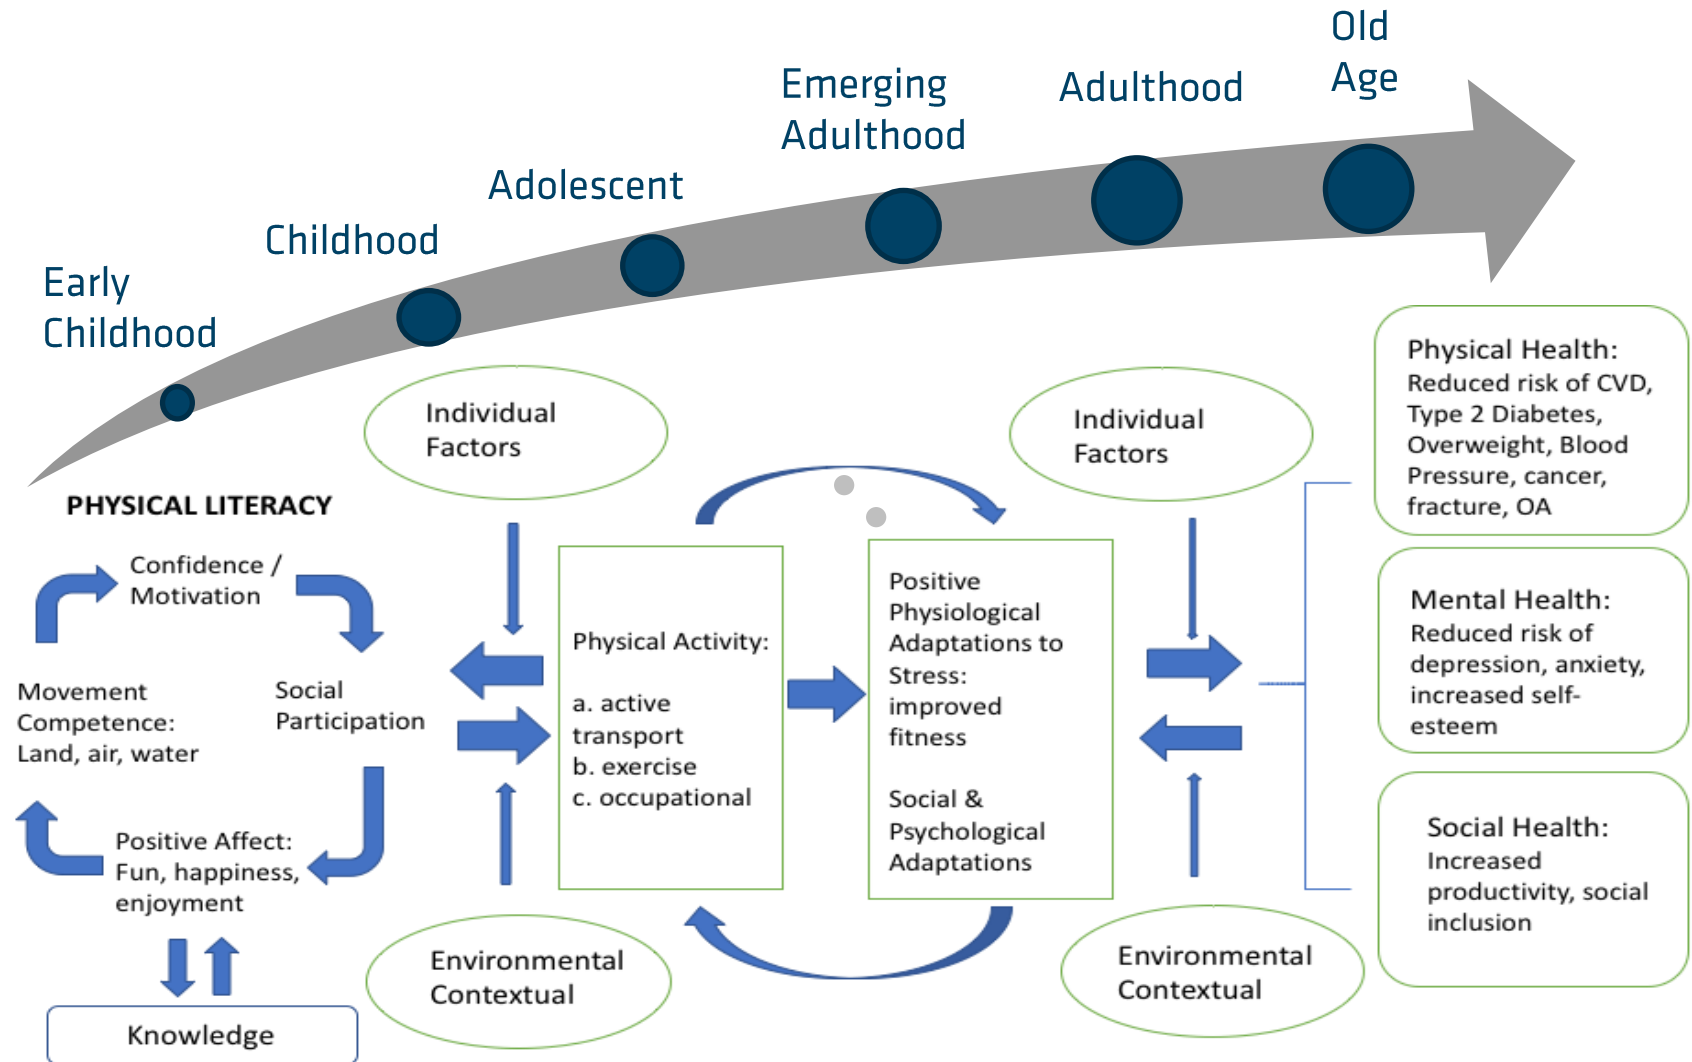 Old
Age
Emerging
Adulthood
Adulthood
Adolescent
Childhood
Early
Childhood
PHYSICAL LITERACY
Confidence /
Motivation
Movement
Competence:
Land, air, water
Social
Participation
Positive Affect:
Fun, happiness,
enjoyment
Knowledge
Individual
Factors
Environmental
Contextual
Physical Activity:
a. active
transport
b. exercise
c. occupational
Positive
Physiological
Adaptations to
Stress:
improved
fitness
Social &
Psychological
Adaptations
Individual
Factors
Environmental
Contextual
Physical Health:
Reduced risk of CVD,
Type 2 Diabetes,
Overweight, Blood
Pressure, cancer,
fracture, OA
Mental Health:
Reduced risk of
depression, anxiety,
increased self-
esteem
Social Health:
Increased
productivity, social
inclusion